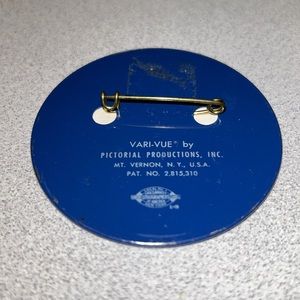 VARI-VUE® by
PICTORIAL PRODUCTIONS, INC.
MT. VERNON, N.Y., U.S.A.
PAT. NO. 2,815,310